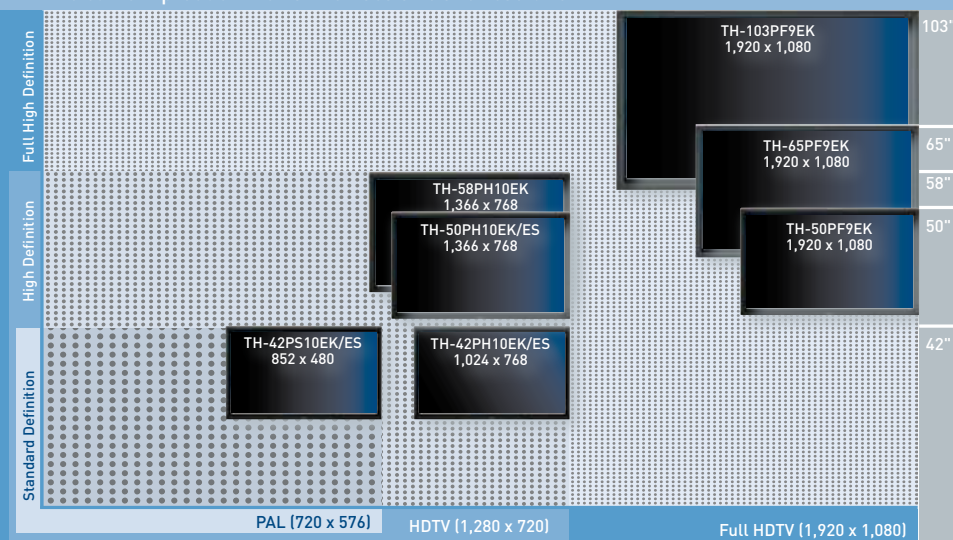 TH-103PF9EK
1,920 x 1,080
103"
Full High Definition
TH-65PF9EK
1,920 x 1,080
65"
58"
TH-58PH10EK
1,366 x 768
High Definition
TH-50PH10EK/ES
1,366 x 768
TH-50PF9EK
1,920 x 1,080
50"
TH-42PS10EK/ES
852 x 480
TH-42PH10EK/ES
1,024 x 768
42"
Standard Definition
PAL (720 x 576)
HDTV (1,280 x 720)
Full HDTV (1,920 x 1,080)